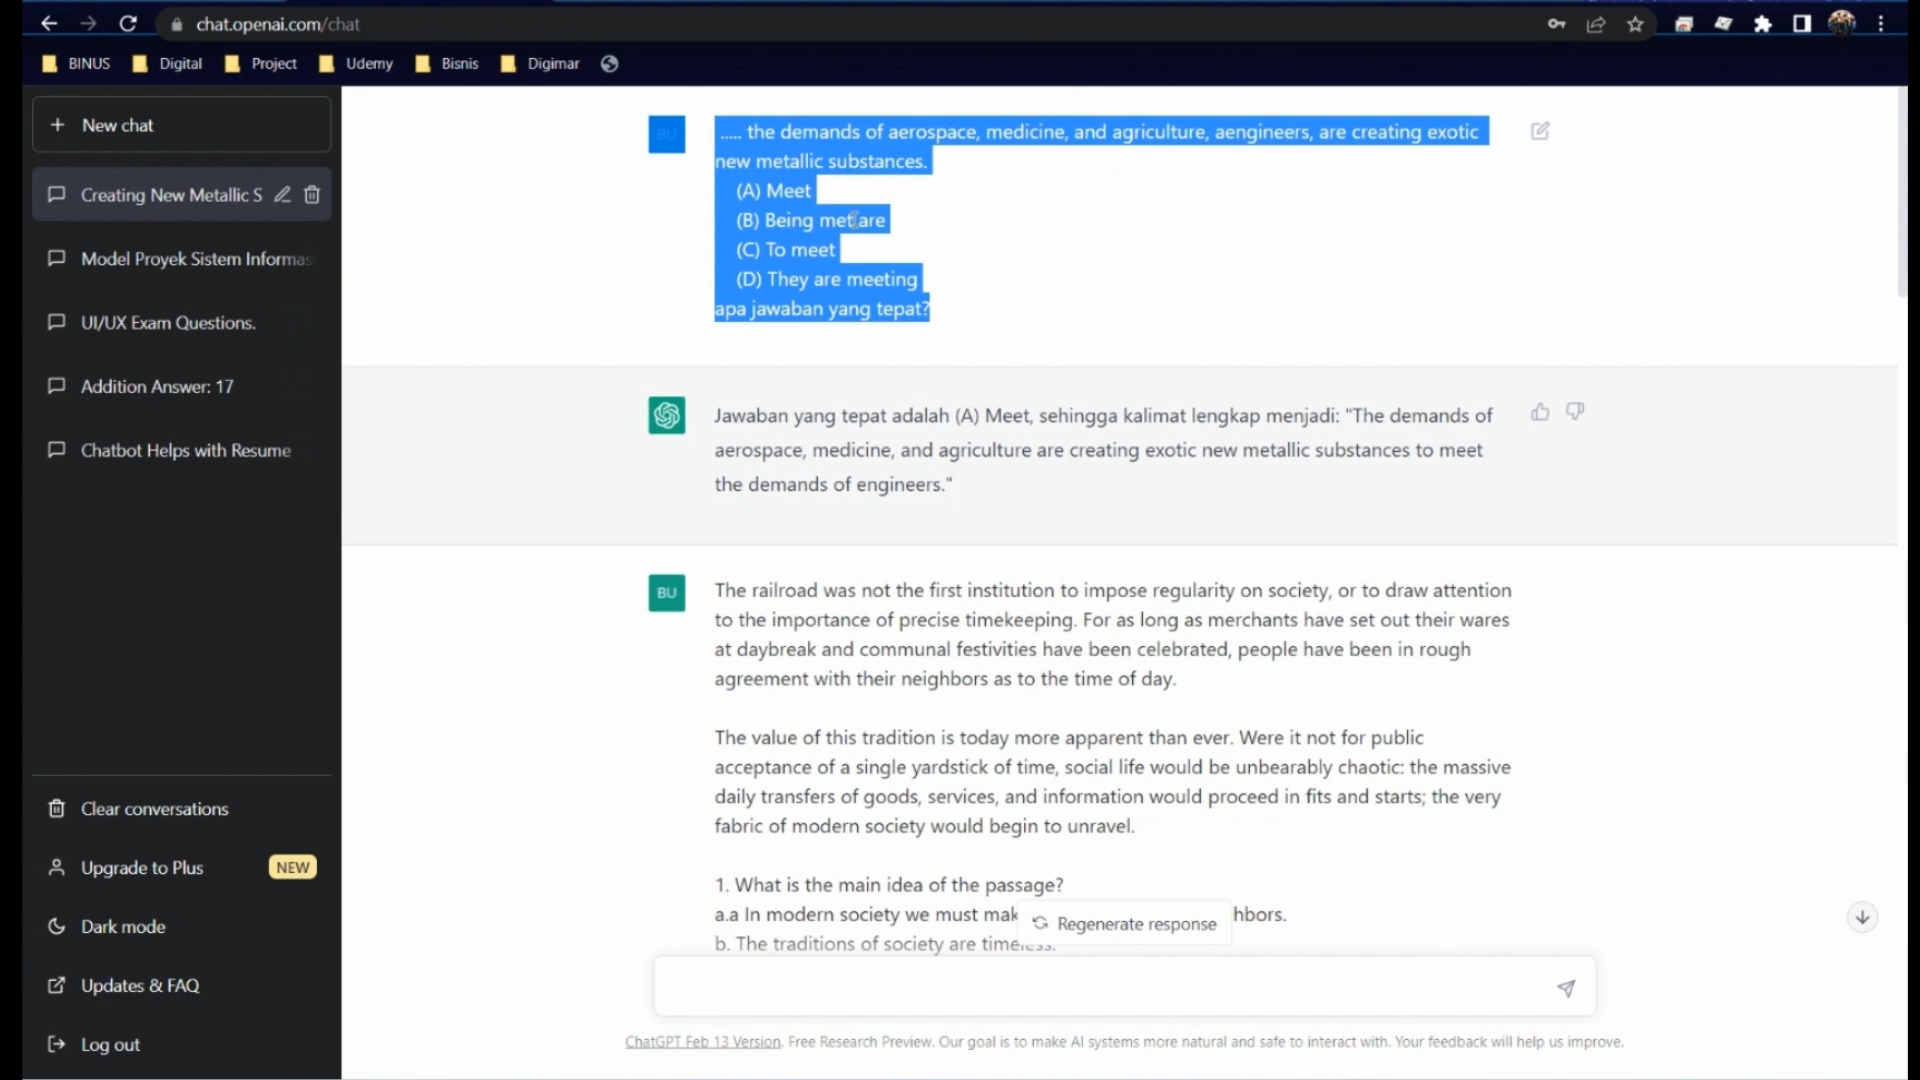 chat.openai.com/chat
BINUS
Digital
Project
Udemy
Bisnis
Digimar
New chat
Creating New Metallic S
Model Proyek Sistem Informas
UI/UX Exam Questions.
Addition Answer: 17
Chatbot Helps with Resume
Clear conversations
Upgrade to Plus NEW
Dark mode
Updates & FAQ
Log out
BU
..... the demands of aerospace, medicine, and agriculture, aengineers, are creating exotic
new metallic substances.
(A) Meet
(B) Being met are
(C) To meet
(D) They are meeting
apa jawaban yang tepat?
Jawaban yang tepat adalah (A) Meet, sehingga kalimat lengkap menjadi: "The demands of
aerospace, medicine, and agriculture are creating exotic new metallic substances to meet
the demands of engineers."
BU
The railroad was not the first institution to impose regularity on society, or to draw attention
to the importance of precise timekeeping. For as long as merchants have set out their wares
at daybreak and communal festivities have been celebrated, people have been in rough
agreement with their neighbors as to the time of day.
The value of this tradition is today more apparent than ever. Were it not for public
acceptance of a single yardstick of time, social life would be unbearably chaotic: the massive
daily transfers of goods, services, and information would proceed in fits and starts; the very
fabric of modern society would begin to unravel.
1. What is the main idea of the passage?
a.a In modern society we must mak hbors.
b. The traditions of society are timeless.
Regenerate response
ChatGPT Feb 13 Version. Free Research Preview. Our goal is to make AI systems more natural and safe to interact with. Your feedback will help us improve.